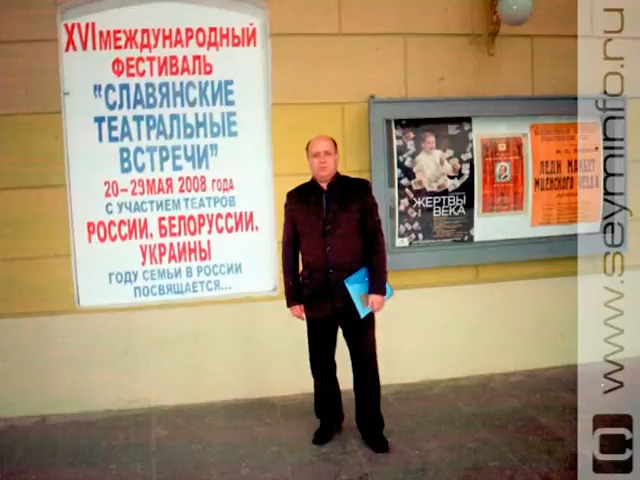 XVI МЕЖДУНАРОДНЫЙ
ФЕСТИВАЛЬ
"СЛАВЯНСКИЕ
ТЕАТРАЛЬНЫЕ
ВСТРЕЧИ"
20–29 МАЯ 2008 года
С УЧАСТИЕМ ТЕАТРОВ
РОССИИ, БЕЛОРУССИИ,
УКРАИНЫ
ГОДУ СЕМЬИ В РОССИИ
ПОСВЯЩАЕТСЯ...
ЖЕРТВЫ
ВЕКА
ЛЕДИ МАКБЕТ
МЦЕНСКОГО УЕЗДА
www.seyminfo.ru